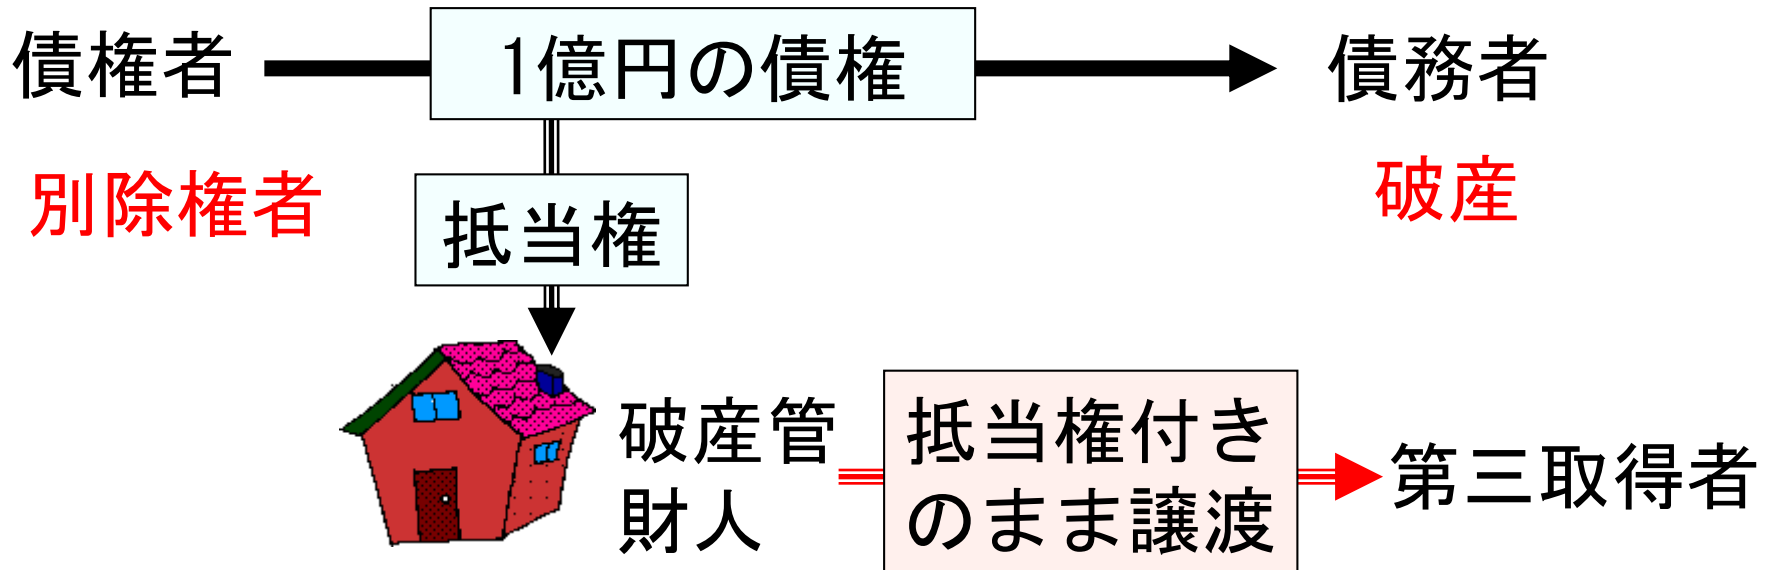 債権者
1億円の債権
債務者
別除権者
抵当権
破産
破産管
財人
抵当権付き
のまま譲渡
第三取得者